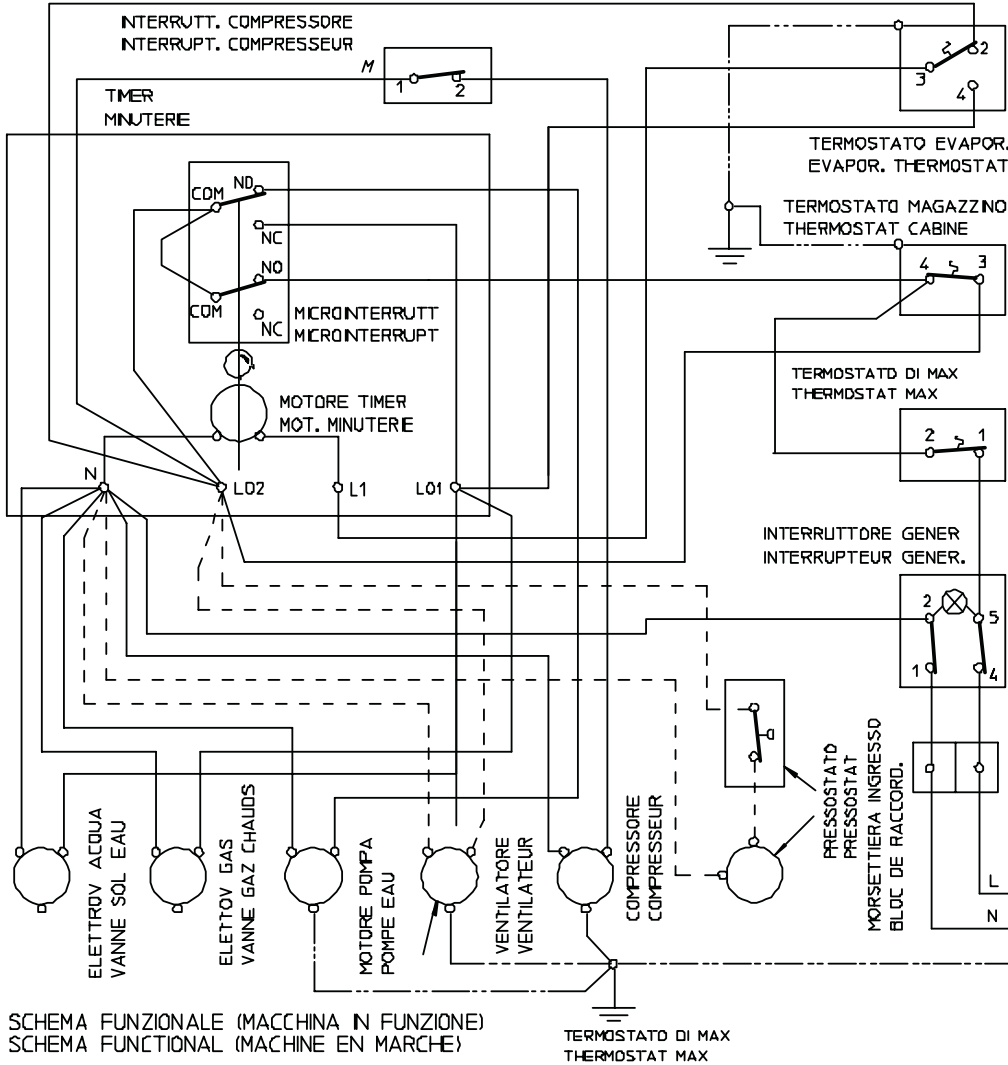 INTERRUTT. COMPRESSORE
INTERRUPT. COMPRESSEUR
M
1
2
2
3
4
TIMER
MINUTERIE
TERMOSTATO EVAPOR.
EVAPOR. THERMOSTAT
COM
NO
NC
NO
COM
NC
MICROINTERRUTT
MICROINTERRUPT
TERMOSTATO MAGAZZINO
THERMOSTAT CABINE
4
3
TERMOSTATO DI MAX
THERMOSTAT MAX
2
1
MOTORE TIMER
MOT. MINUTERIE
N
LO2
L1
LO1
INTERRUTTORE GENER
INTERRUPTEUR GENER.
2
5
1
4
PRESSOSTATO
PRESSOSTAT
MORSETTIERA INGRESSO
BLOC DE RACCORD.
L
N
ELETTROV ACQUA
VANNE SOL EAU
ELETTOV GAS
VANNE GAZ CHAUDS
MOTORE POMPA
POMPE EAU
VENTILATORE
VENTILATEUR
COMPRESSORE
COMPRESSEUR
SCHEMA FUNZIONALE (MACCHINA IN FUNZIONE)
SCHEMA FUNCTIONAL (MACHINE EN MARCHE)
TERMOSTATO DI MAX
THERMOSTAT MAX